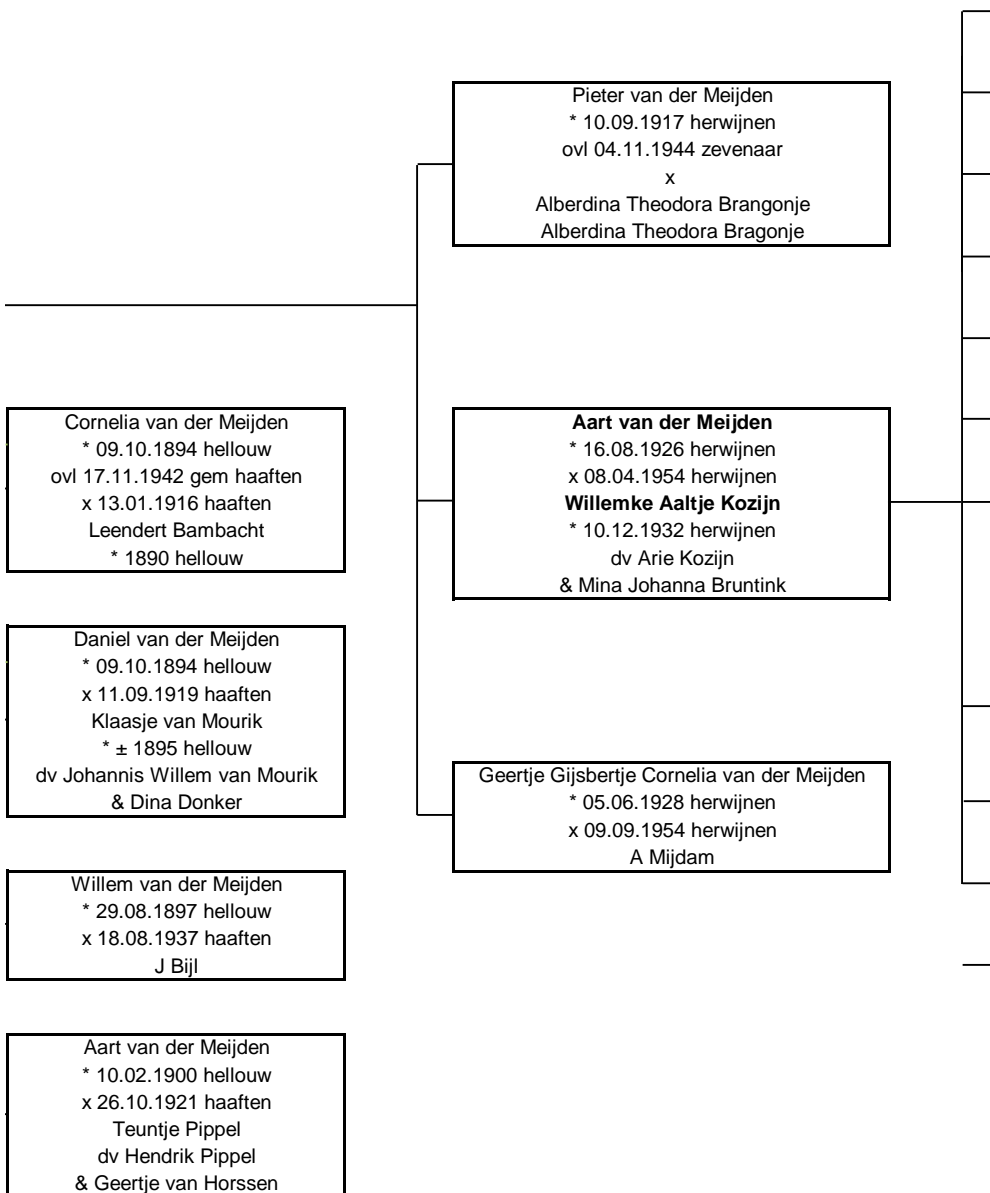 Pieter van der Meijden
* 10.09.1917 herwijnen
ovl 04.11.1944 zevenaar
x
Alberdina Theodora Brangonje
Alberdina Theodora Bragonje
Cornelia van der Meijden
* 09.10.1894 hellouw
ovl 17.11.1942 gem haaften
x 13.01.1916 haaften
Leendert Bambacht
* 1890 hellouw
Aart van der Meijden
* 16.08.1926 herwijnen
x 08.04.1954 herwijnen
Willemke Aaltje Kozijn
* 10.12.1932 herwijnen
dv Arie Kozijn
& Mina Johanna Bruntink
Daniel van der Meijden
* 09.10.1894 hellouw
x 11.09.1919 haaften
Klaasje van Mourik
* ± 1895 hellouw
dv Johannis Willem van Mourik
& Dina Donker
Geertje Gijsbertje Cornelia van der Meijden
* 05.06.1928 herwijnen
x 09.09.1954 herwijnen
A Mijdam
Willem van der Meijden
* 29.08.1897 hellouw
x 18.08.1937 haaften
J Bijl
Aart van der Meijden
* 10.02.1900 hellouw
x 26.10.1921 haaften
Teuntje Pippel
dv Hendrik Pippel
& Geertje van Horssen